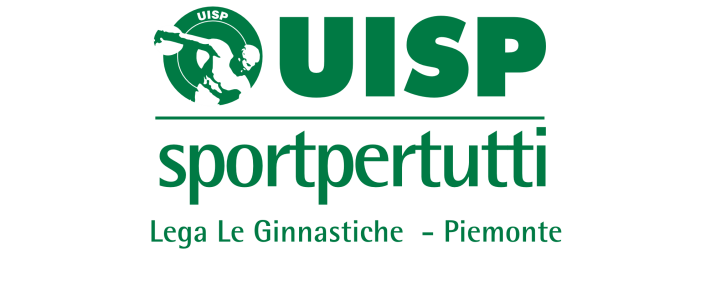 UISP
UISP
sportpertutti
Lega Le Ginnastiche - Piemonte